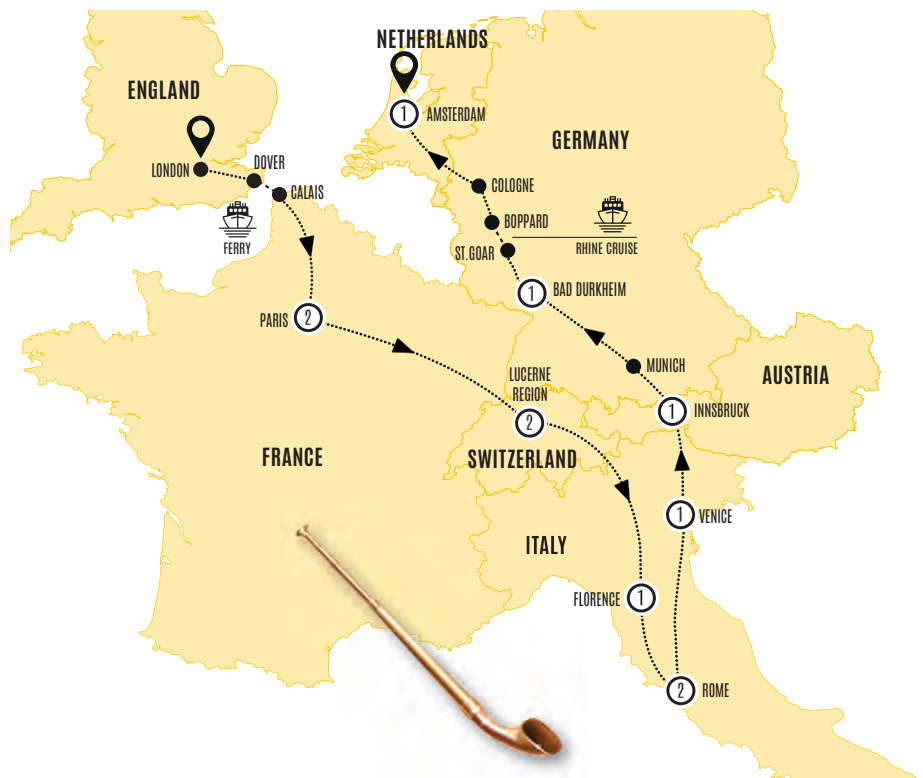 NETHERLANDS
ENGLAND
1
AMSTERDAM
GERMANY
LONDON
DOVER
CALAIS
COLOGNE
BOPPARD
FERRY
ST.GOAR
RHINE CRUISE
1
BAD DURKHEIM
PARIS
2
MUNICH
AUSTRIA
LUCERNE
REGION
2
1
INNSBRUCK
FRANCE
SWITZERLAND
1
VENICE
ITALY
FLORENCE
1
2
ROME